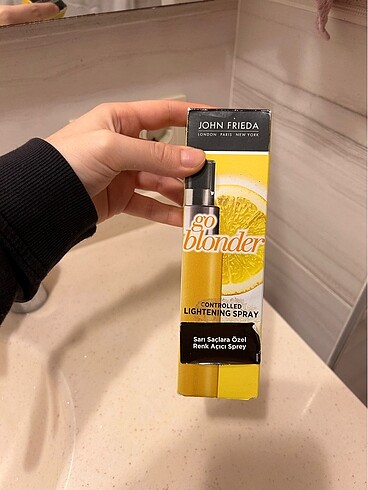 JOHN FRIEDA
LONDON PARIS NEW YORK
go
blonder
CONTROLLED
LIGHTENING SPRAY
Sarı Saçlara Özel
Renk Açıcı Sprey